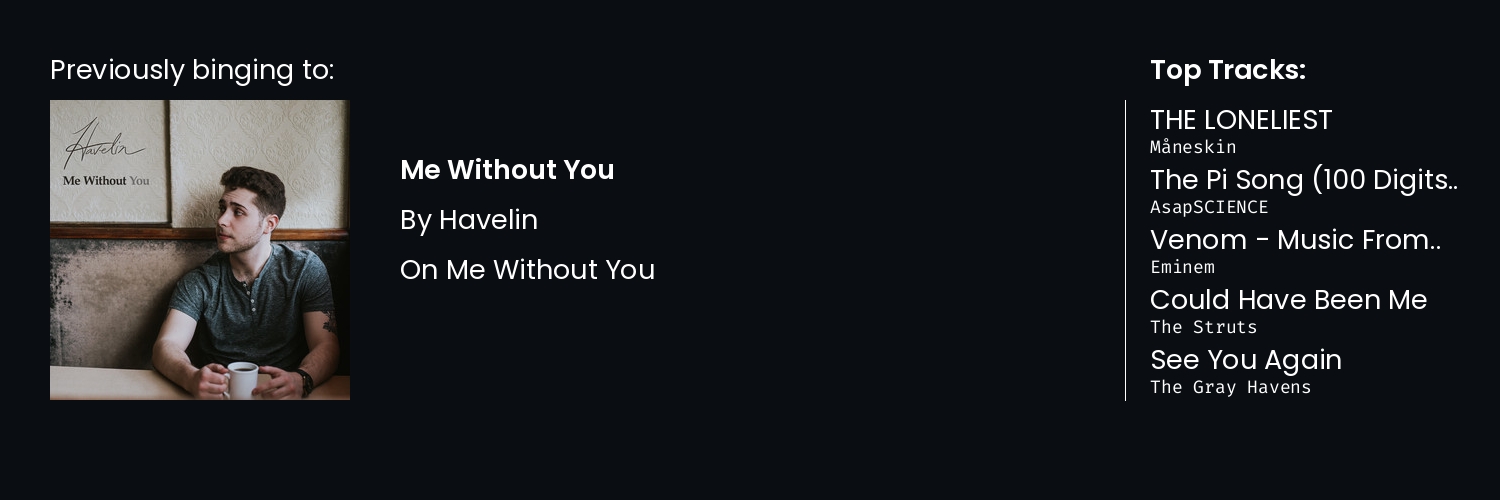 Previously binging to:
Havelin
Me Without You
Me Without You
By Havelin
On Me Without You
Top Tracks:
THE LONELIEST
Måneskin
The Pi Song (100 Digits..
AsapSCIENCE
Venom - Music From..
Eminem
Could Have Been Me
The Struts
See You Again
The Gray Havens